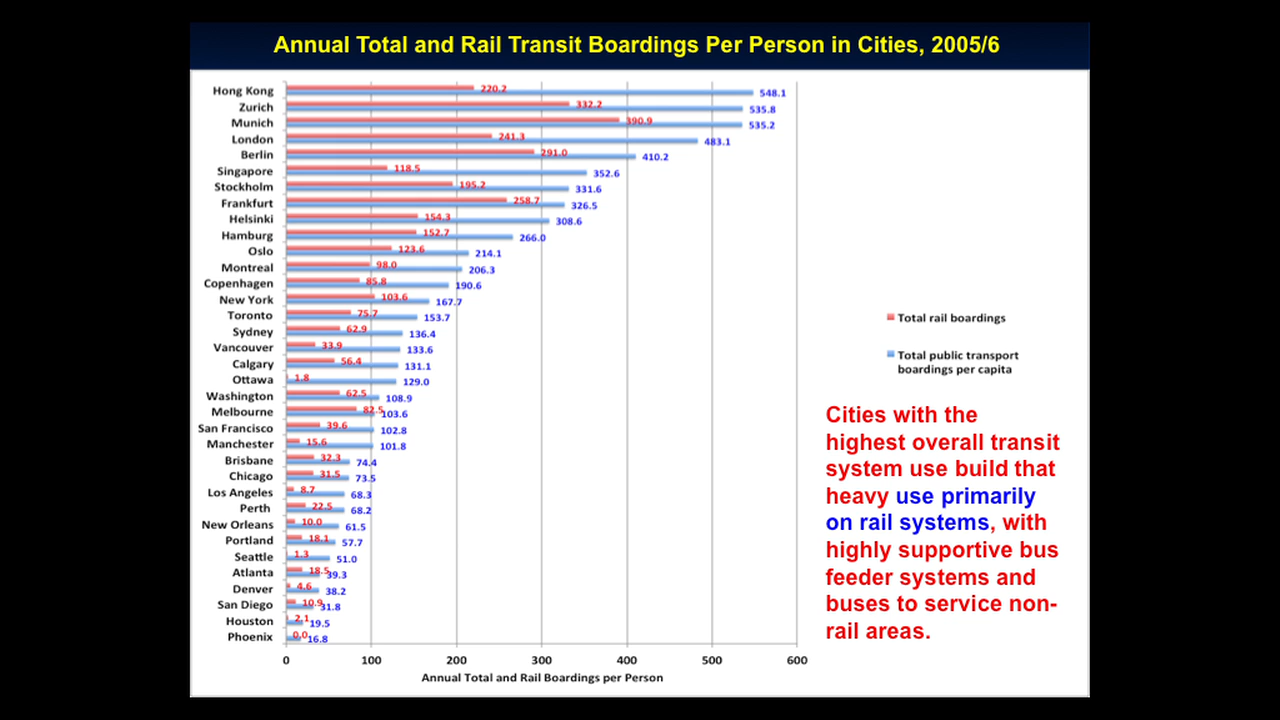 Annual Total and Rail Transit Boardings Per Person in Cities, 2005/6
Hong Kong 220.2 548.1
Zurich 332.2 535.8
Munich 390.9 535.2
London 241.3 483.1
Berlin 291.0 410.2
Singapore 118.5 352.6
Stockholm 195.2 331.6
Frankfurt 258.7 326.5
Helsinki 154.3 308.6
Hamburg 152.7 266.0
Oslo 123.6 214.1
Montreal 98.0 206.3
Copenhagen 85.8 190.6
New York 103.6 167.7
Toronto 75.7 153.7
Sydney 62.9 136.4
Vancouver 33.9 133.6
Calgary 56.4 131.1
Ottawa 1.8 129.0
Washington 62.5 108.9
Melbourne 82.5 103.6
San Francisco 39.6 102.8
Manchester 15.6 101.8
Brisbane 32.3 74.4
Chicago 31.5 73.5
Los Angeles 8.7 68.3
Perth 22.5 68.2
New Orleans 10.0 61.5
Portland 18.1 57.7
Seattle 1.3 51.0
Atlanta 18.5 39.3
Denver 4.6 38.2
San Diego 10.9 31.8
Houston 2.1 19.5
Phoenix 0.0 16.8
0 100 200 300 400 500 600
Annual Total and Rail Boardings per Person
Total rail boardings
Total public transport
boardings per capita
Cities with the
highest overall transit
system use build that
heavy use primarily
on rail systems, with
highly supportive bus
feeder systems and
buses to service non-
rail areas.